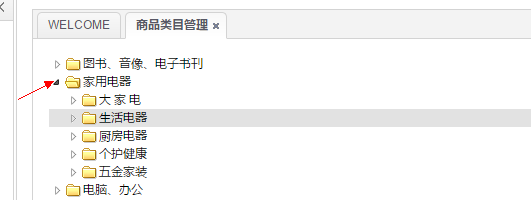 WELCOME 商品类目管理
图书、音像、电子书刊
家用电器
大 家 电
生活电器
厨房电器
个护健康
五金家装
电脑、办公